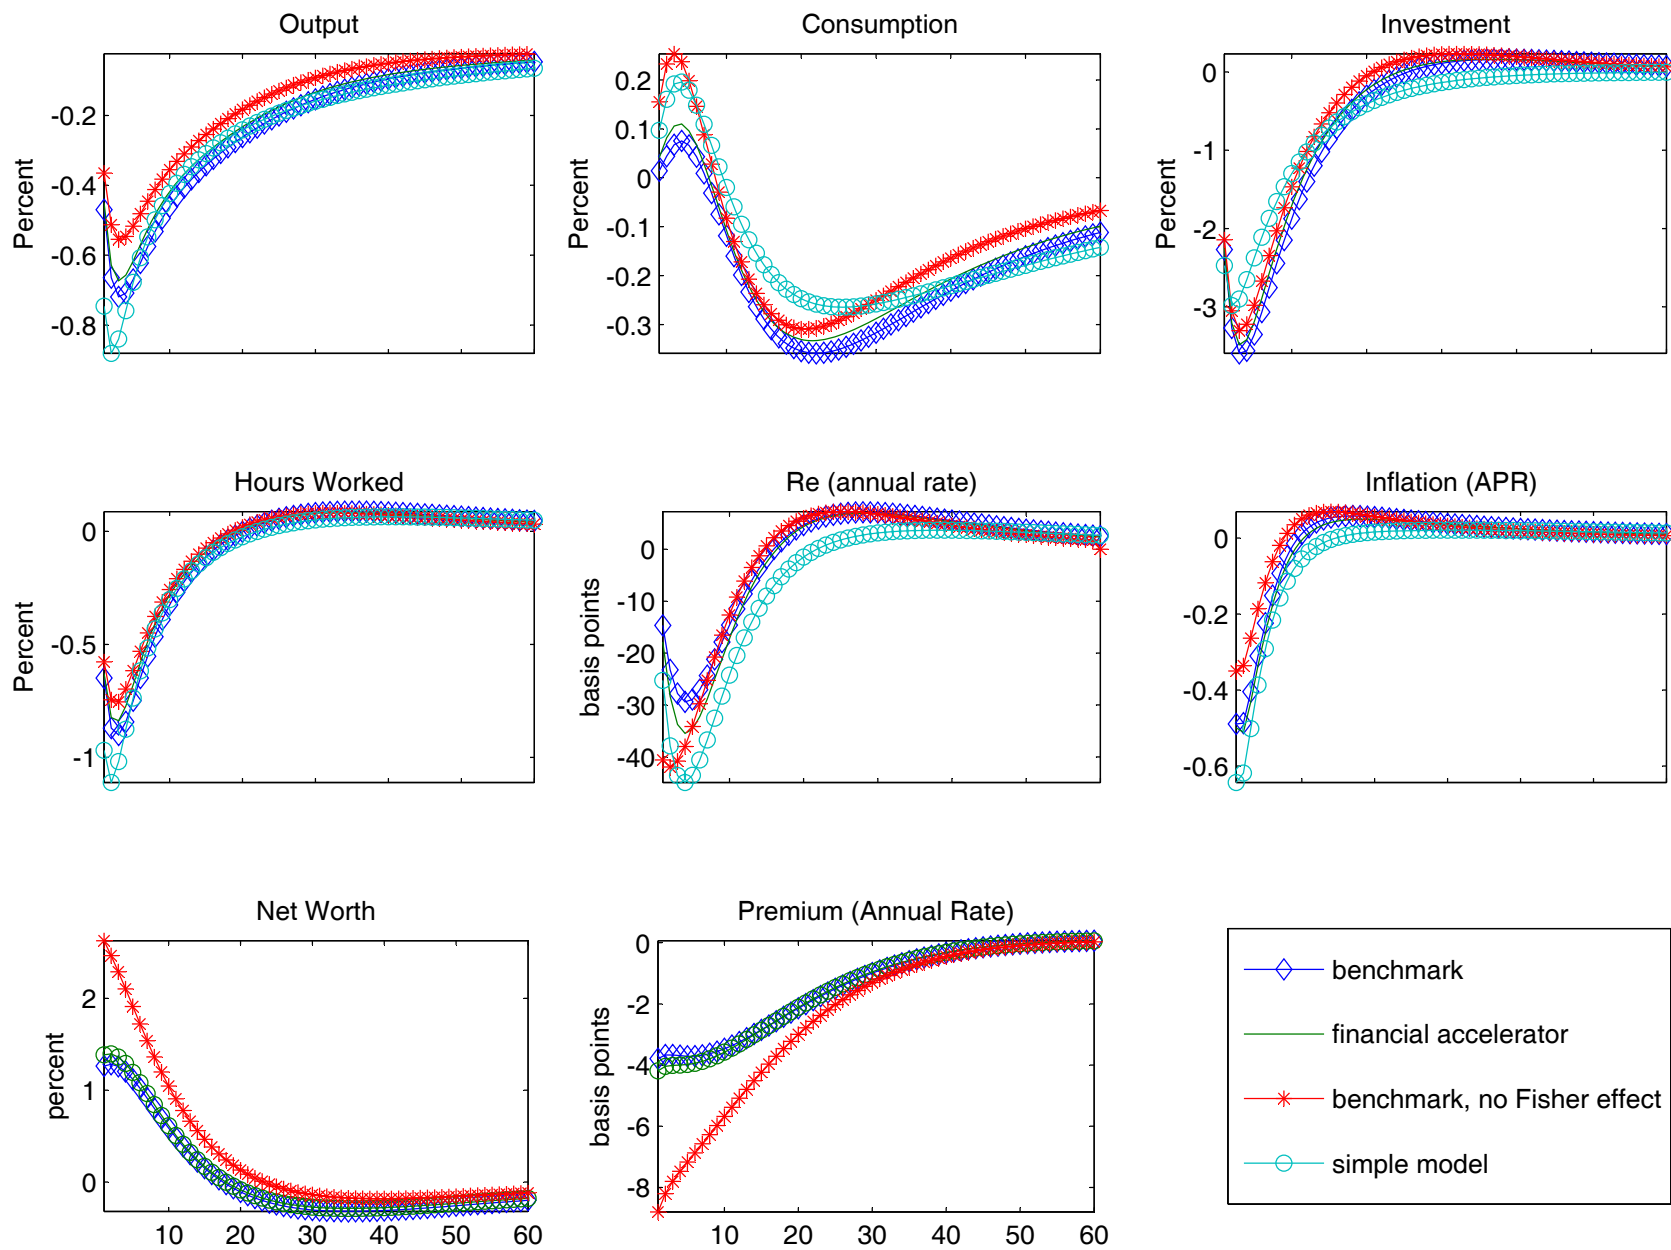 Output
Consumption
Investment
Percent
-0.2
-0.4
-0.6
-0.8
Percent
0.2
0.1
0
-0.1
-0.2
-0.3
Percent
0
-1
-2
-3
Hours Worked
Re (annual rate)
Inflation (APR)
Percent
0
-0.5
-1
basis points
0
-10
-20
-30
-40
0
-0.2
-0.4
-0.6
Net Worth
Premium (Annual Rate)
percent
2
1
0
10 20 30 40 50 60
basis points
0
-2
-4
-6
-8
10 20 30 40 50 60
benchmark
financial accelerator
benchmark, no Fisher effect
simple model